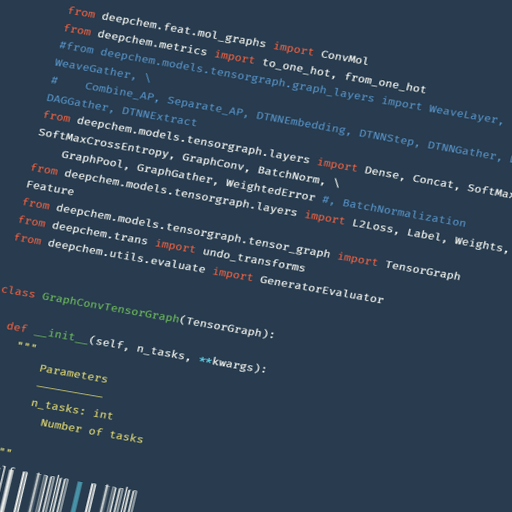 from deepchem.feat.mol_graphs import ConvMol
from deepchem.metrics import to_one_hot, from_one_hot
#from deepchem.models.tensorgraph.graph_layers import WeaveLayer,
WeaveGather, \
#    Combine_AP, Separate_AP, DTNNEmbedding, DTNNStep, DTNNGather,
DAGGather, DTNNExtract
from deepchem.models.tensorgraph.layers import Dense, Concat, SoftMax
SoftMaxCrossEntropy, GraphConv, BatchNorm, \
GraphPool, GraphGather, WeightedError #, BatchNormalization
from deepchem.models.tensorgraph.layers import L2Loss, Label, Weights,
Feature
from deepchem.models.tensorgraph.tensor_graph import TensorGraph
from deepchem.trans import undo_transforms
from deepchem.utils.evaluate import GeneratorEvaluator
class GraphConvTensorGraph(TensorGraph):
def __init__(self, n_tasks, **kwargs):
"""
Parameters
n_tasks: int
Number of tasks
""